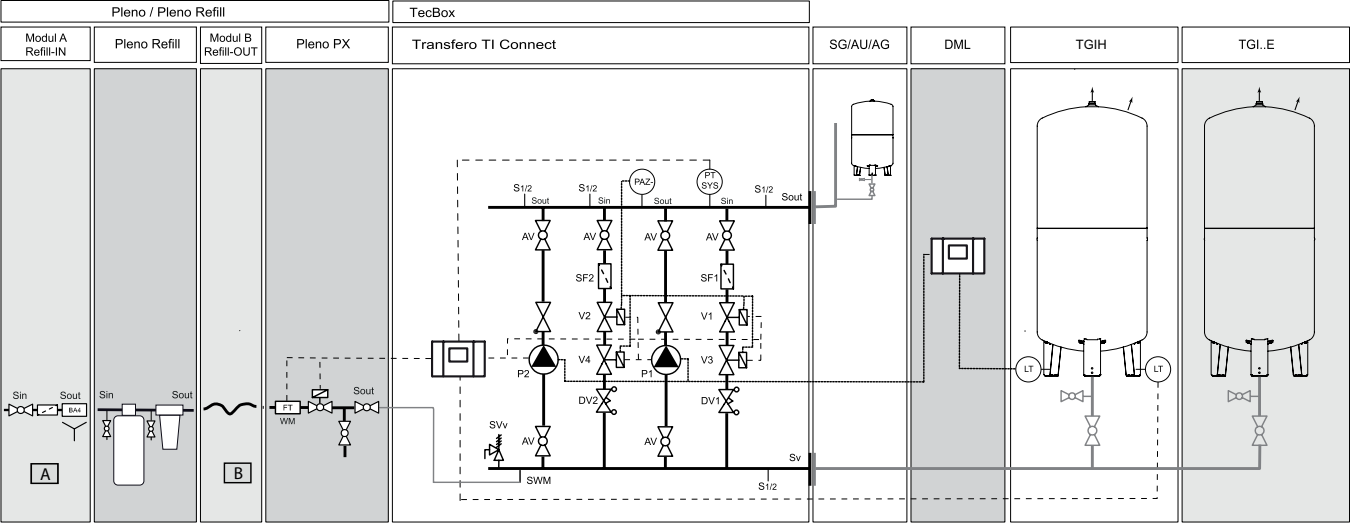 Pleno / Pleno Refill
TecBox
Modul A
Refill-IN
Pleno Refill
Modul B
Refill-OUT
Pleno PX
Transfero TI Connect
SG/AU/AG
DML
TGIH
TGI..E
PAZ-
PT
SYS
S1/2
S1/2
S1/2
Sout
Sout
Sin
Sout
Sin
AV
AV
AV
AV
SF2
SF1
V2
V1
V4
V3
P2
P1
LT
LT
DV2
DV1
Sin
Sout
BA4
Sin
Sout
Sout
FT
WM
SVv
AV
AV
Sv
SWM
S1/2
A
B